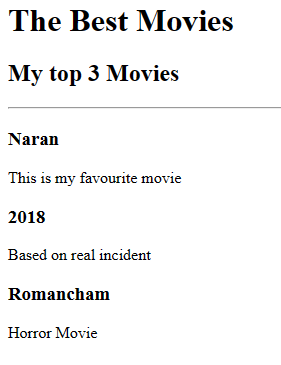 The Best Movies
My top 3 Movies
Naran
This is my favourite movie
2018
Based on real incident
Romancham
Horror Movie